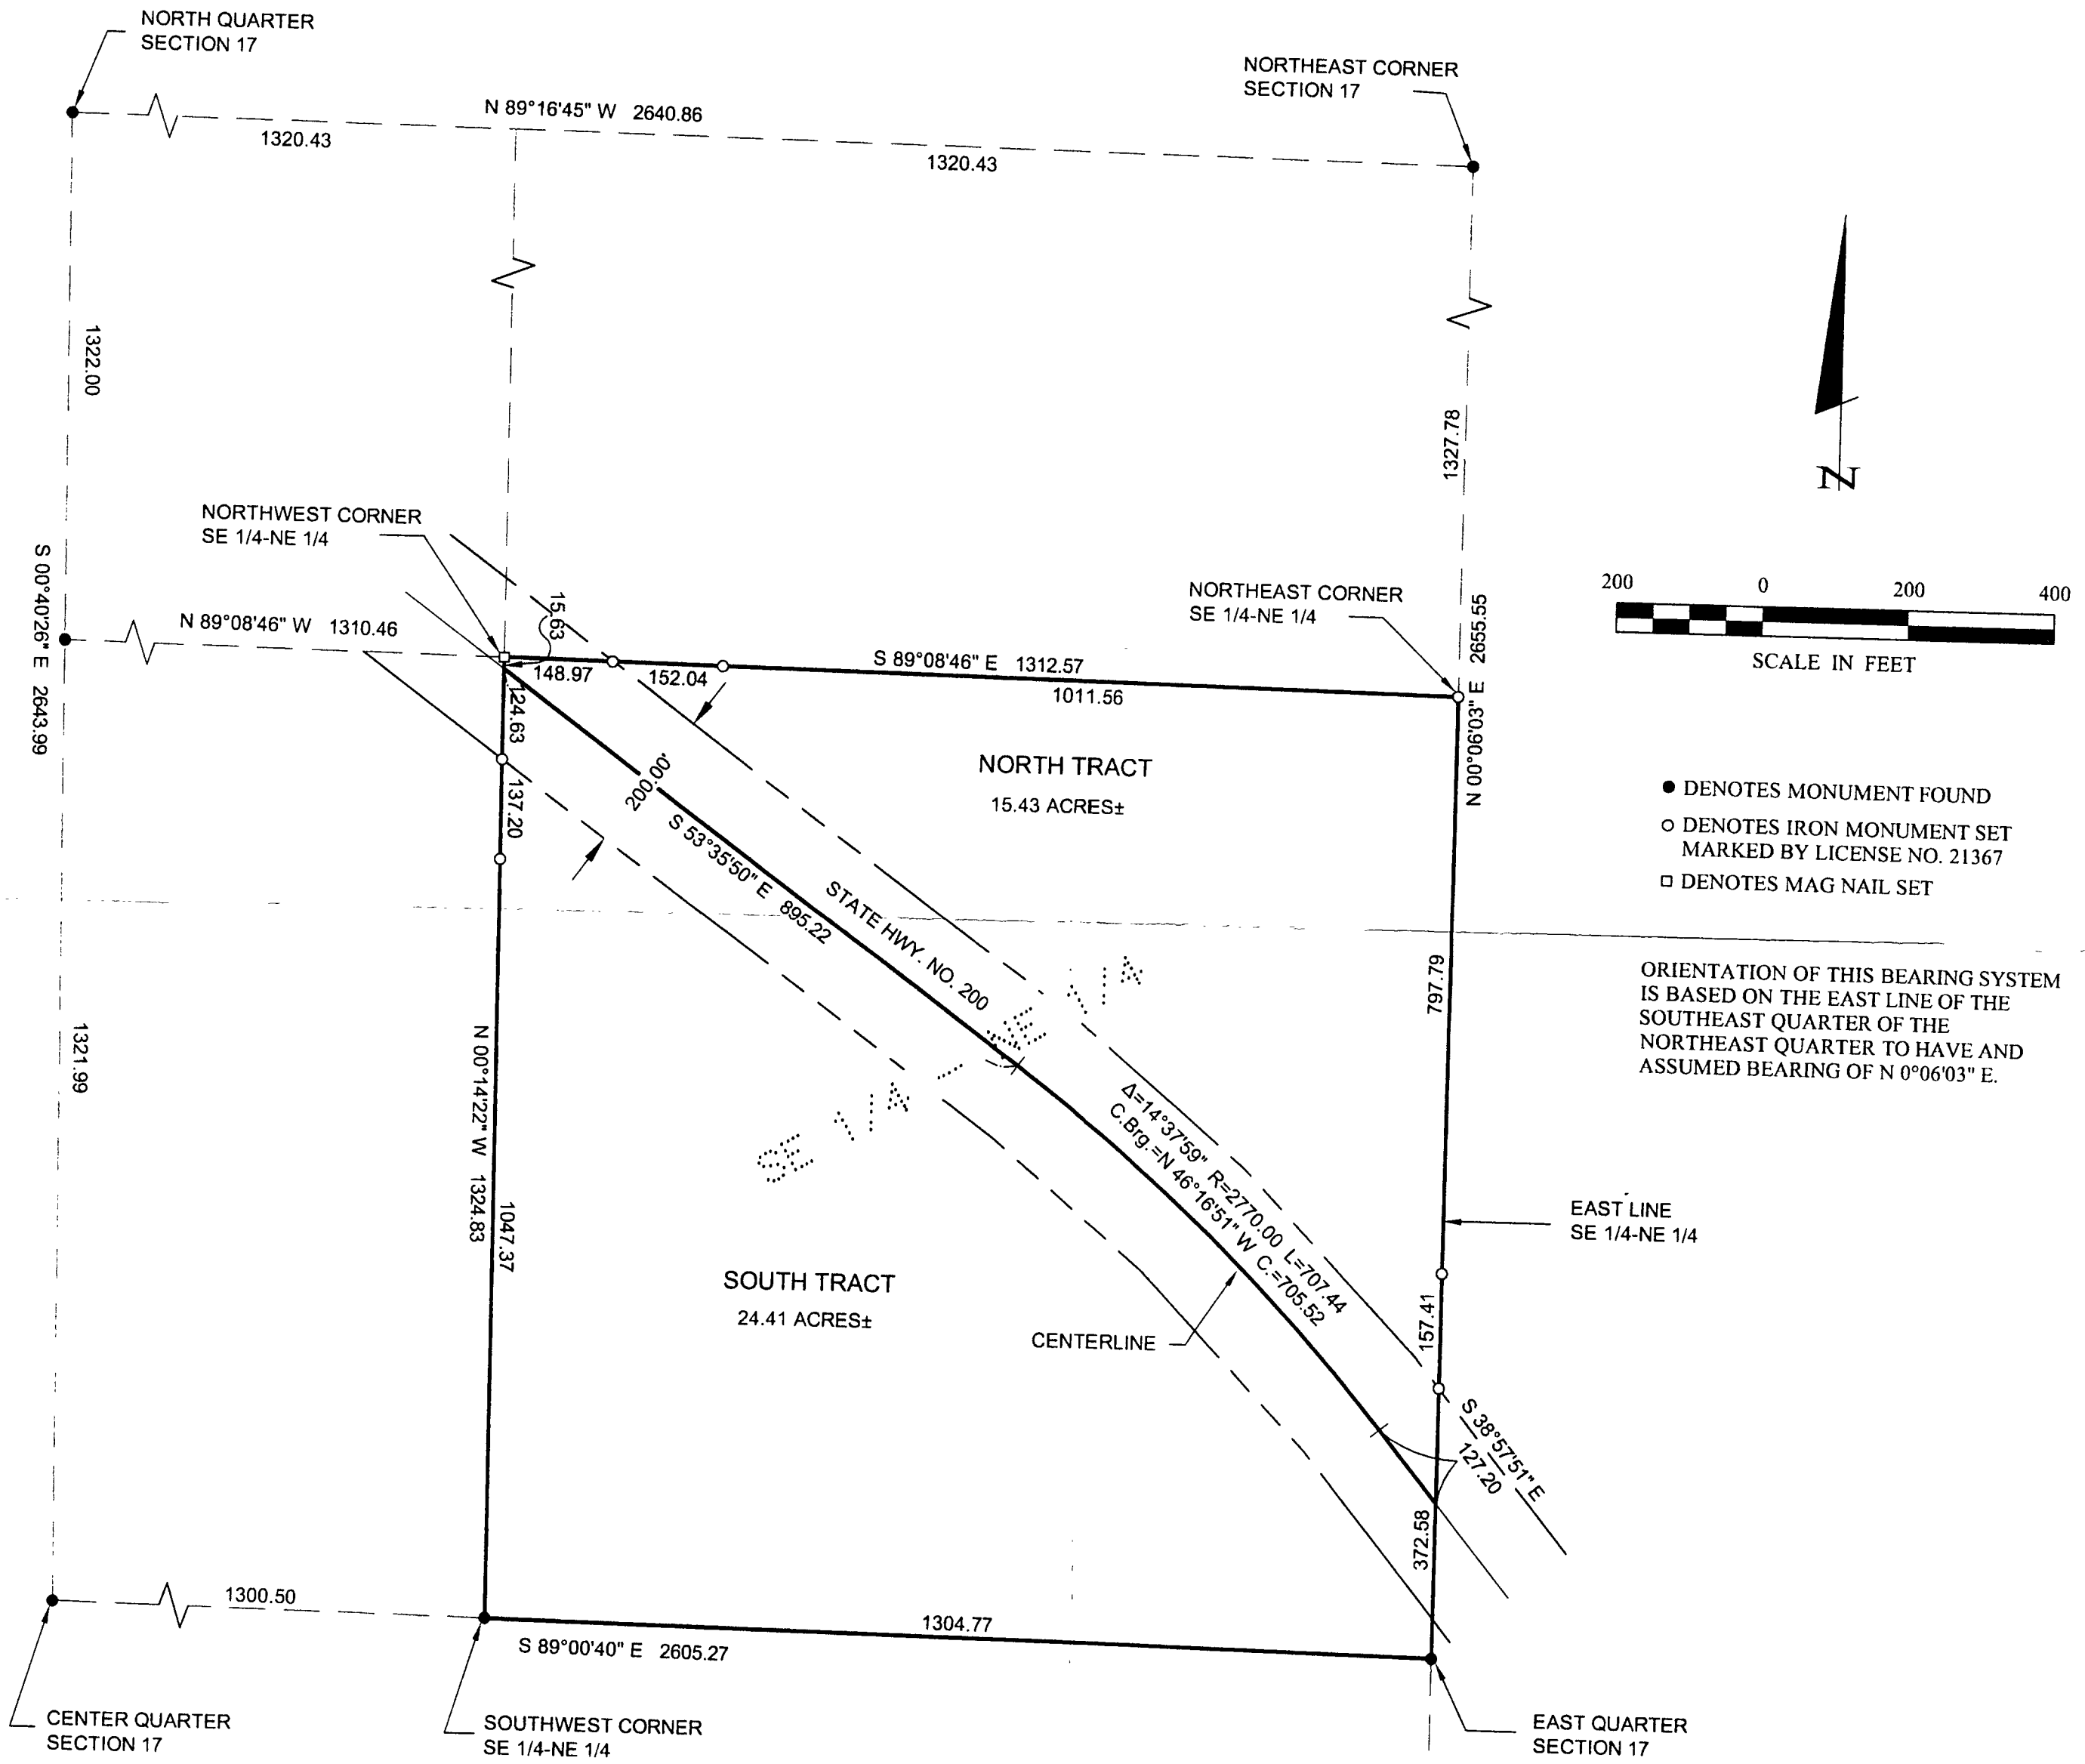 NORTH QUARTER
SECTION 17
NORTHEAST CORNER
SECTION 17
N 89°16'45" W 2640.86
1320.43
1320.43
1322.00
1327.78
NORTHWEST CORNER
SE 1/4-NE 1/4
15.63
NORTHEAST CORNER
SE 1/4-NE 1/4
200 0 200 400
SCALE IN FEET
N
S 00°40'26" E 2643.99
N 89°08'46" W 1310.46
S 89°08'46" E 1312.57
148.97
152.04
1011.56
N 00°06'03" E 2655.55
124.63
137.20
200.00'
NORTH TRACT
15.43 ACRES±
DENOTES MONUMENT FOUND
DENOTES IRON MONUMENT SET
MARKED BY LICENSE NO. 21367
DENOTES MAG NAIL SET
S 53°35'50" E 895.22
STATE HWY. NO. 200
SE 1/4 - NE 1/4
797.79
ORIENTATION OF THIS BEARING SYSTEM
IS BASED ON THE EAST LINE OF THE
SOUTHEAST QUARTER OF THE
NORTHEAST QUARTER TO HAVE AND
ASSUMED BEARING OF N 0°06'03" E.
1321.99
N 00°14'22" W 1324.83
1047.37
Δ=14°37'59" R=2770.00 L=707.44
C.Brg.=N 46°16'51" W C.=705.52
EAST LINE
SE 1/4-NE 1/4
SOUTH TRACT
24.41 ACRES±
CENTERLINE
157.41
S 38°57'51" E
127.20
372.58
1300.50
1304.77
S 89°00'40" E 2605.27
CENTER QUARTER
SECTION 17
SOUTHWEST CORNER
SE 1/4-NE 1/4
EAST QUARTER
SECTION 17